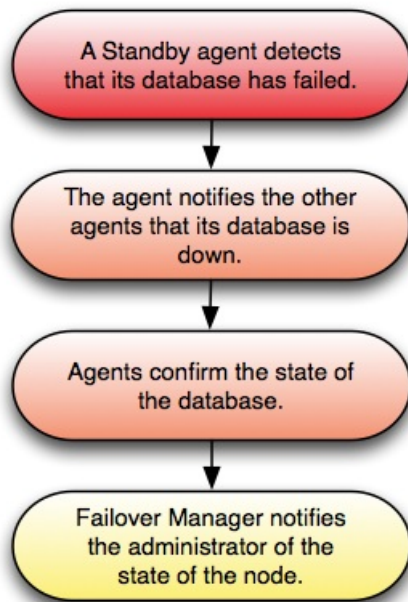 A Standby agent detects
that its database has failed.
The agent notifies the other
agents that its database is
down.
Agents confirm the state of
the database.
Failover Manager notifies
the administrator of the
state of the node.